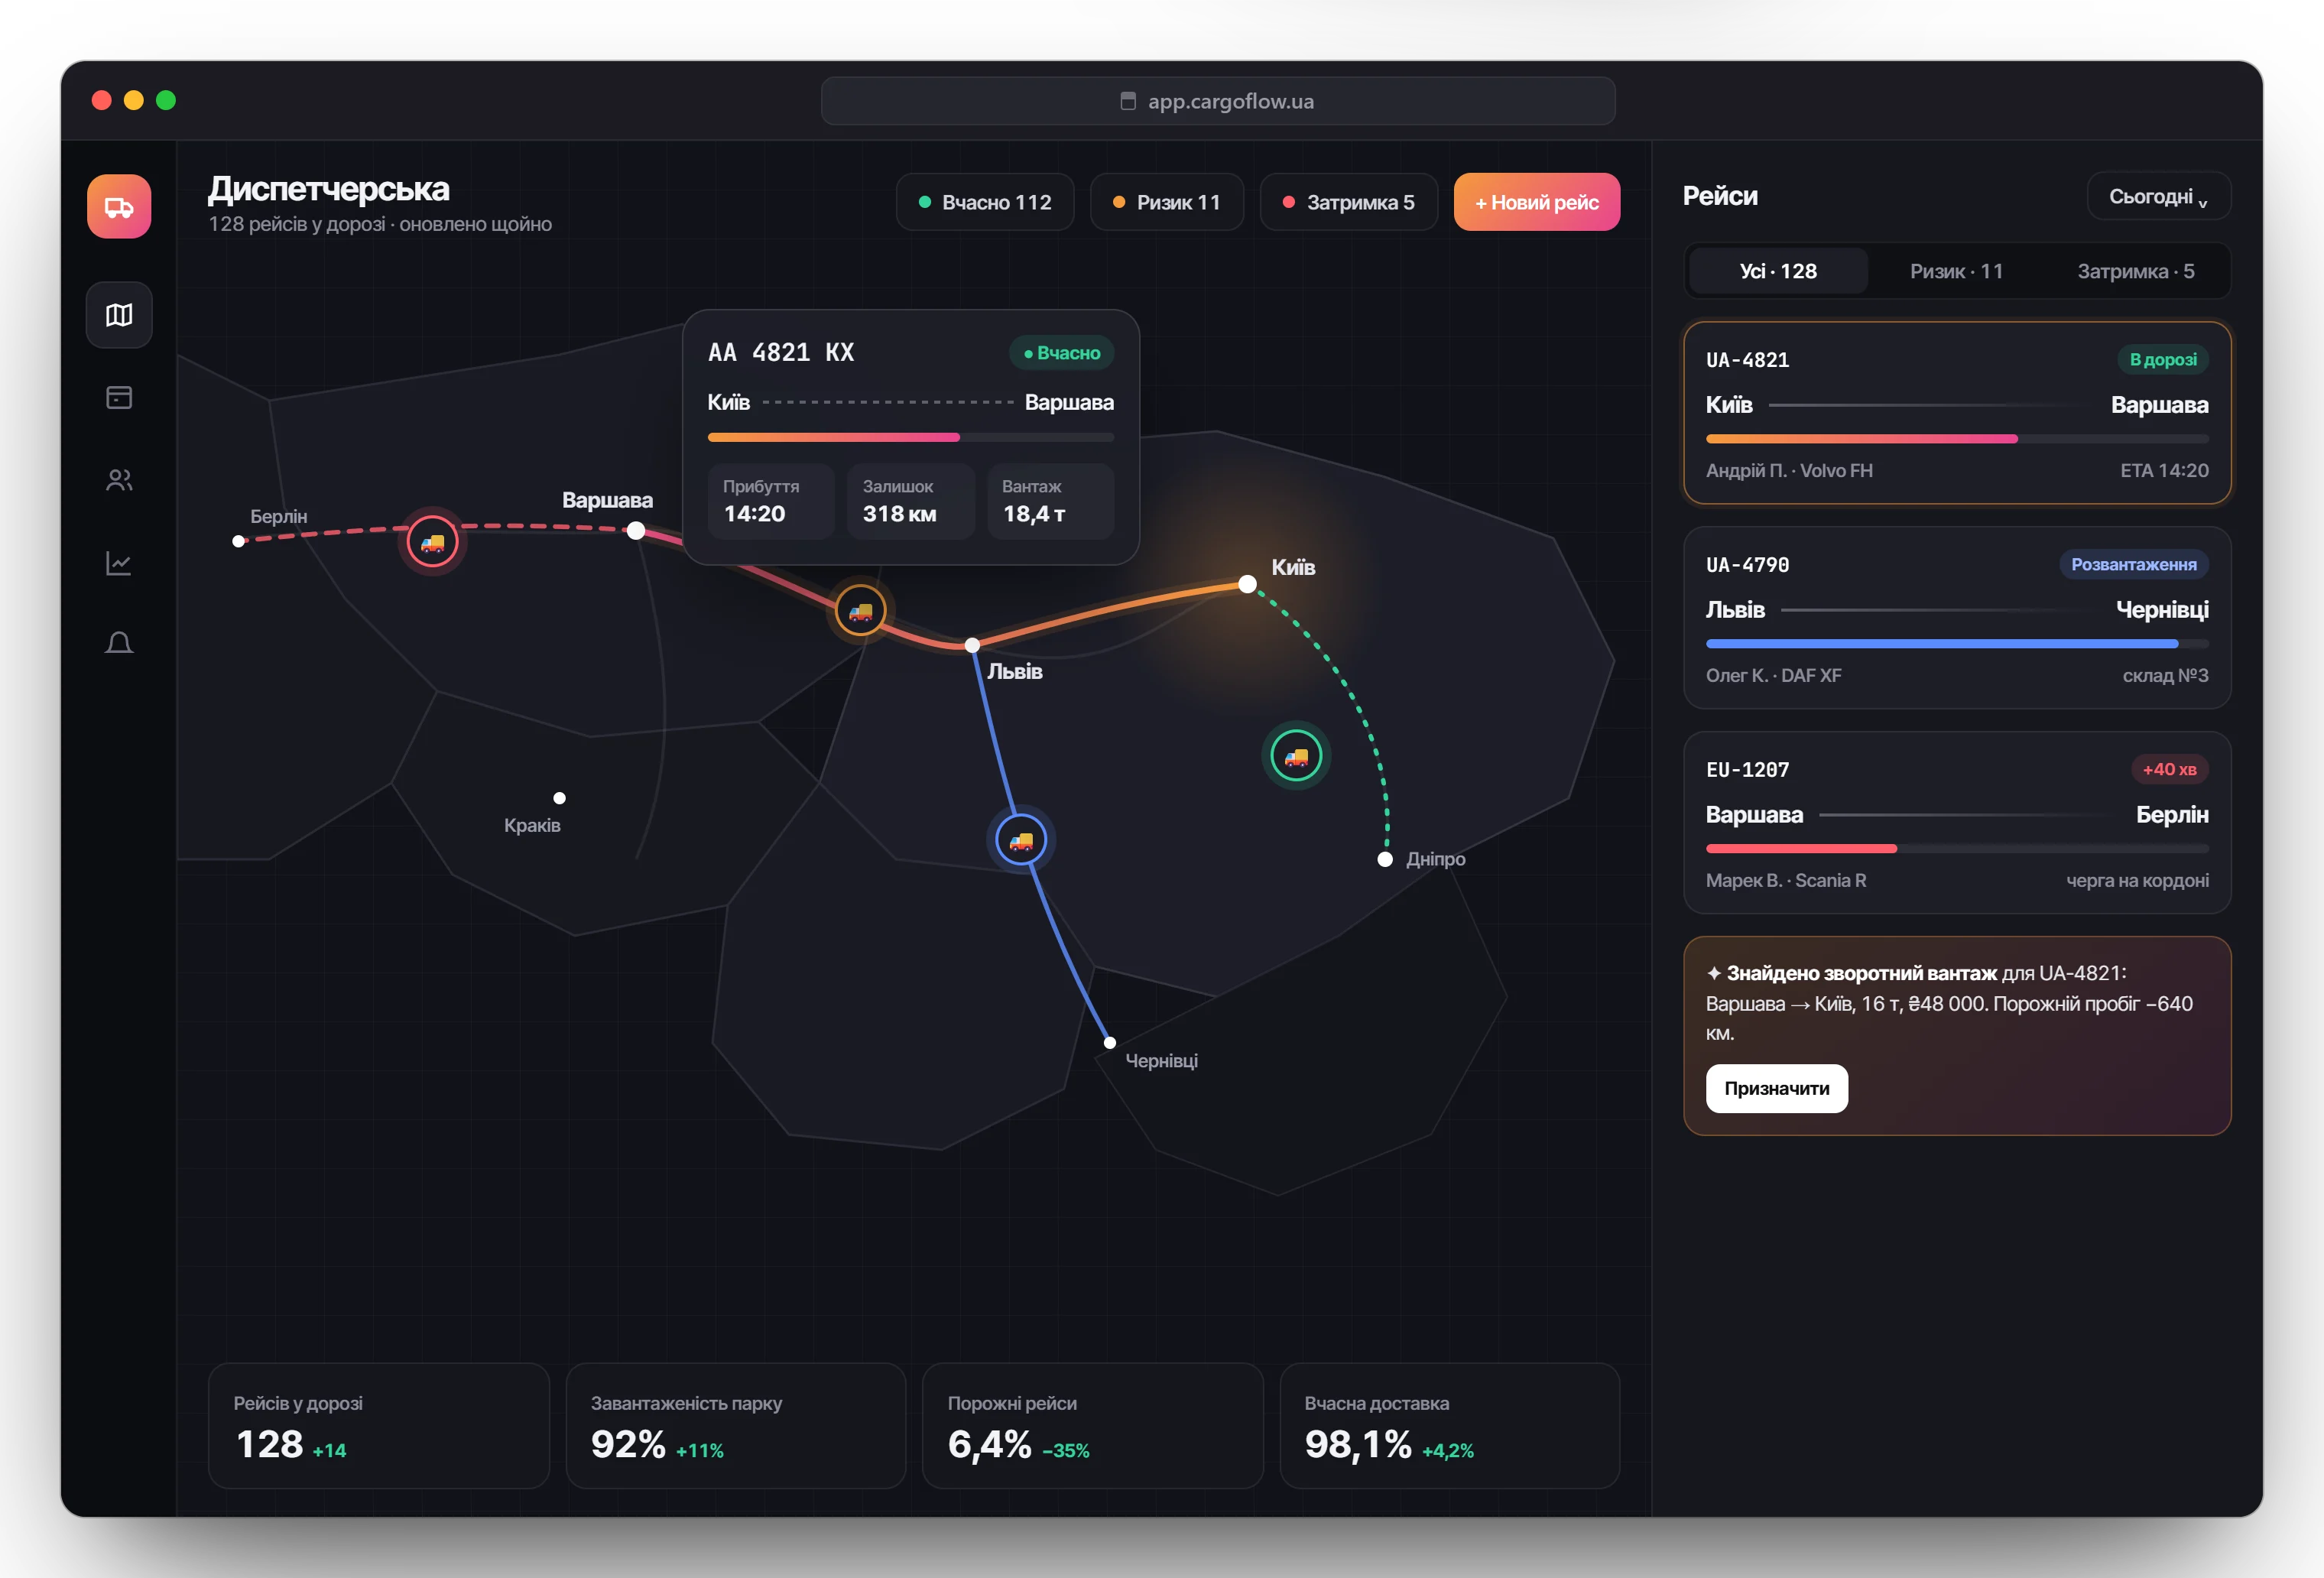 app.cargoflow.ua
Диспетчерська
128 рейсів у дорозі · оновлено щойно
Вчасно 112
Ризик 11
Затримка 5
+ Новий рейс
AA 4821 KX
Вчасно
Київ
Варшава
Прибуття
14:20
Залишок
318 км
Вантаж
18,4 т
Берлін
Варшава
Київ
Львів
Краків
Дніпро
Чернівці
Рейсів у дорозі
128 +14
Завантаженість парку
92% +11%
Порожні рейси
6,4% −35%
Вчасна доставка
98,1% +4,2%
Рейси
Сьогодні
Усі · 128
Ризик · 11
Затримка · 5
UA-4821
В дорозі
Київ
Варшава
Андрій П. · Volvo FH
ETA 14:20
UA-4790
Розвантаження
Львів
Чернівці
Олег К. · DAF XF
склад №3
EU-1207
+40 хв
Варшава
Берлін
Марек В. · Scania R
черга на кордоні
✦ Знайдено зворотний вантаж для UA-4821:
Варшава → Київ, 16 т, ₴48 000. Порожній пробіг −640
км.
Призначити